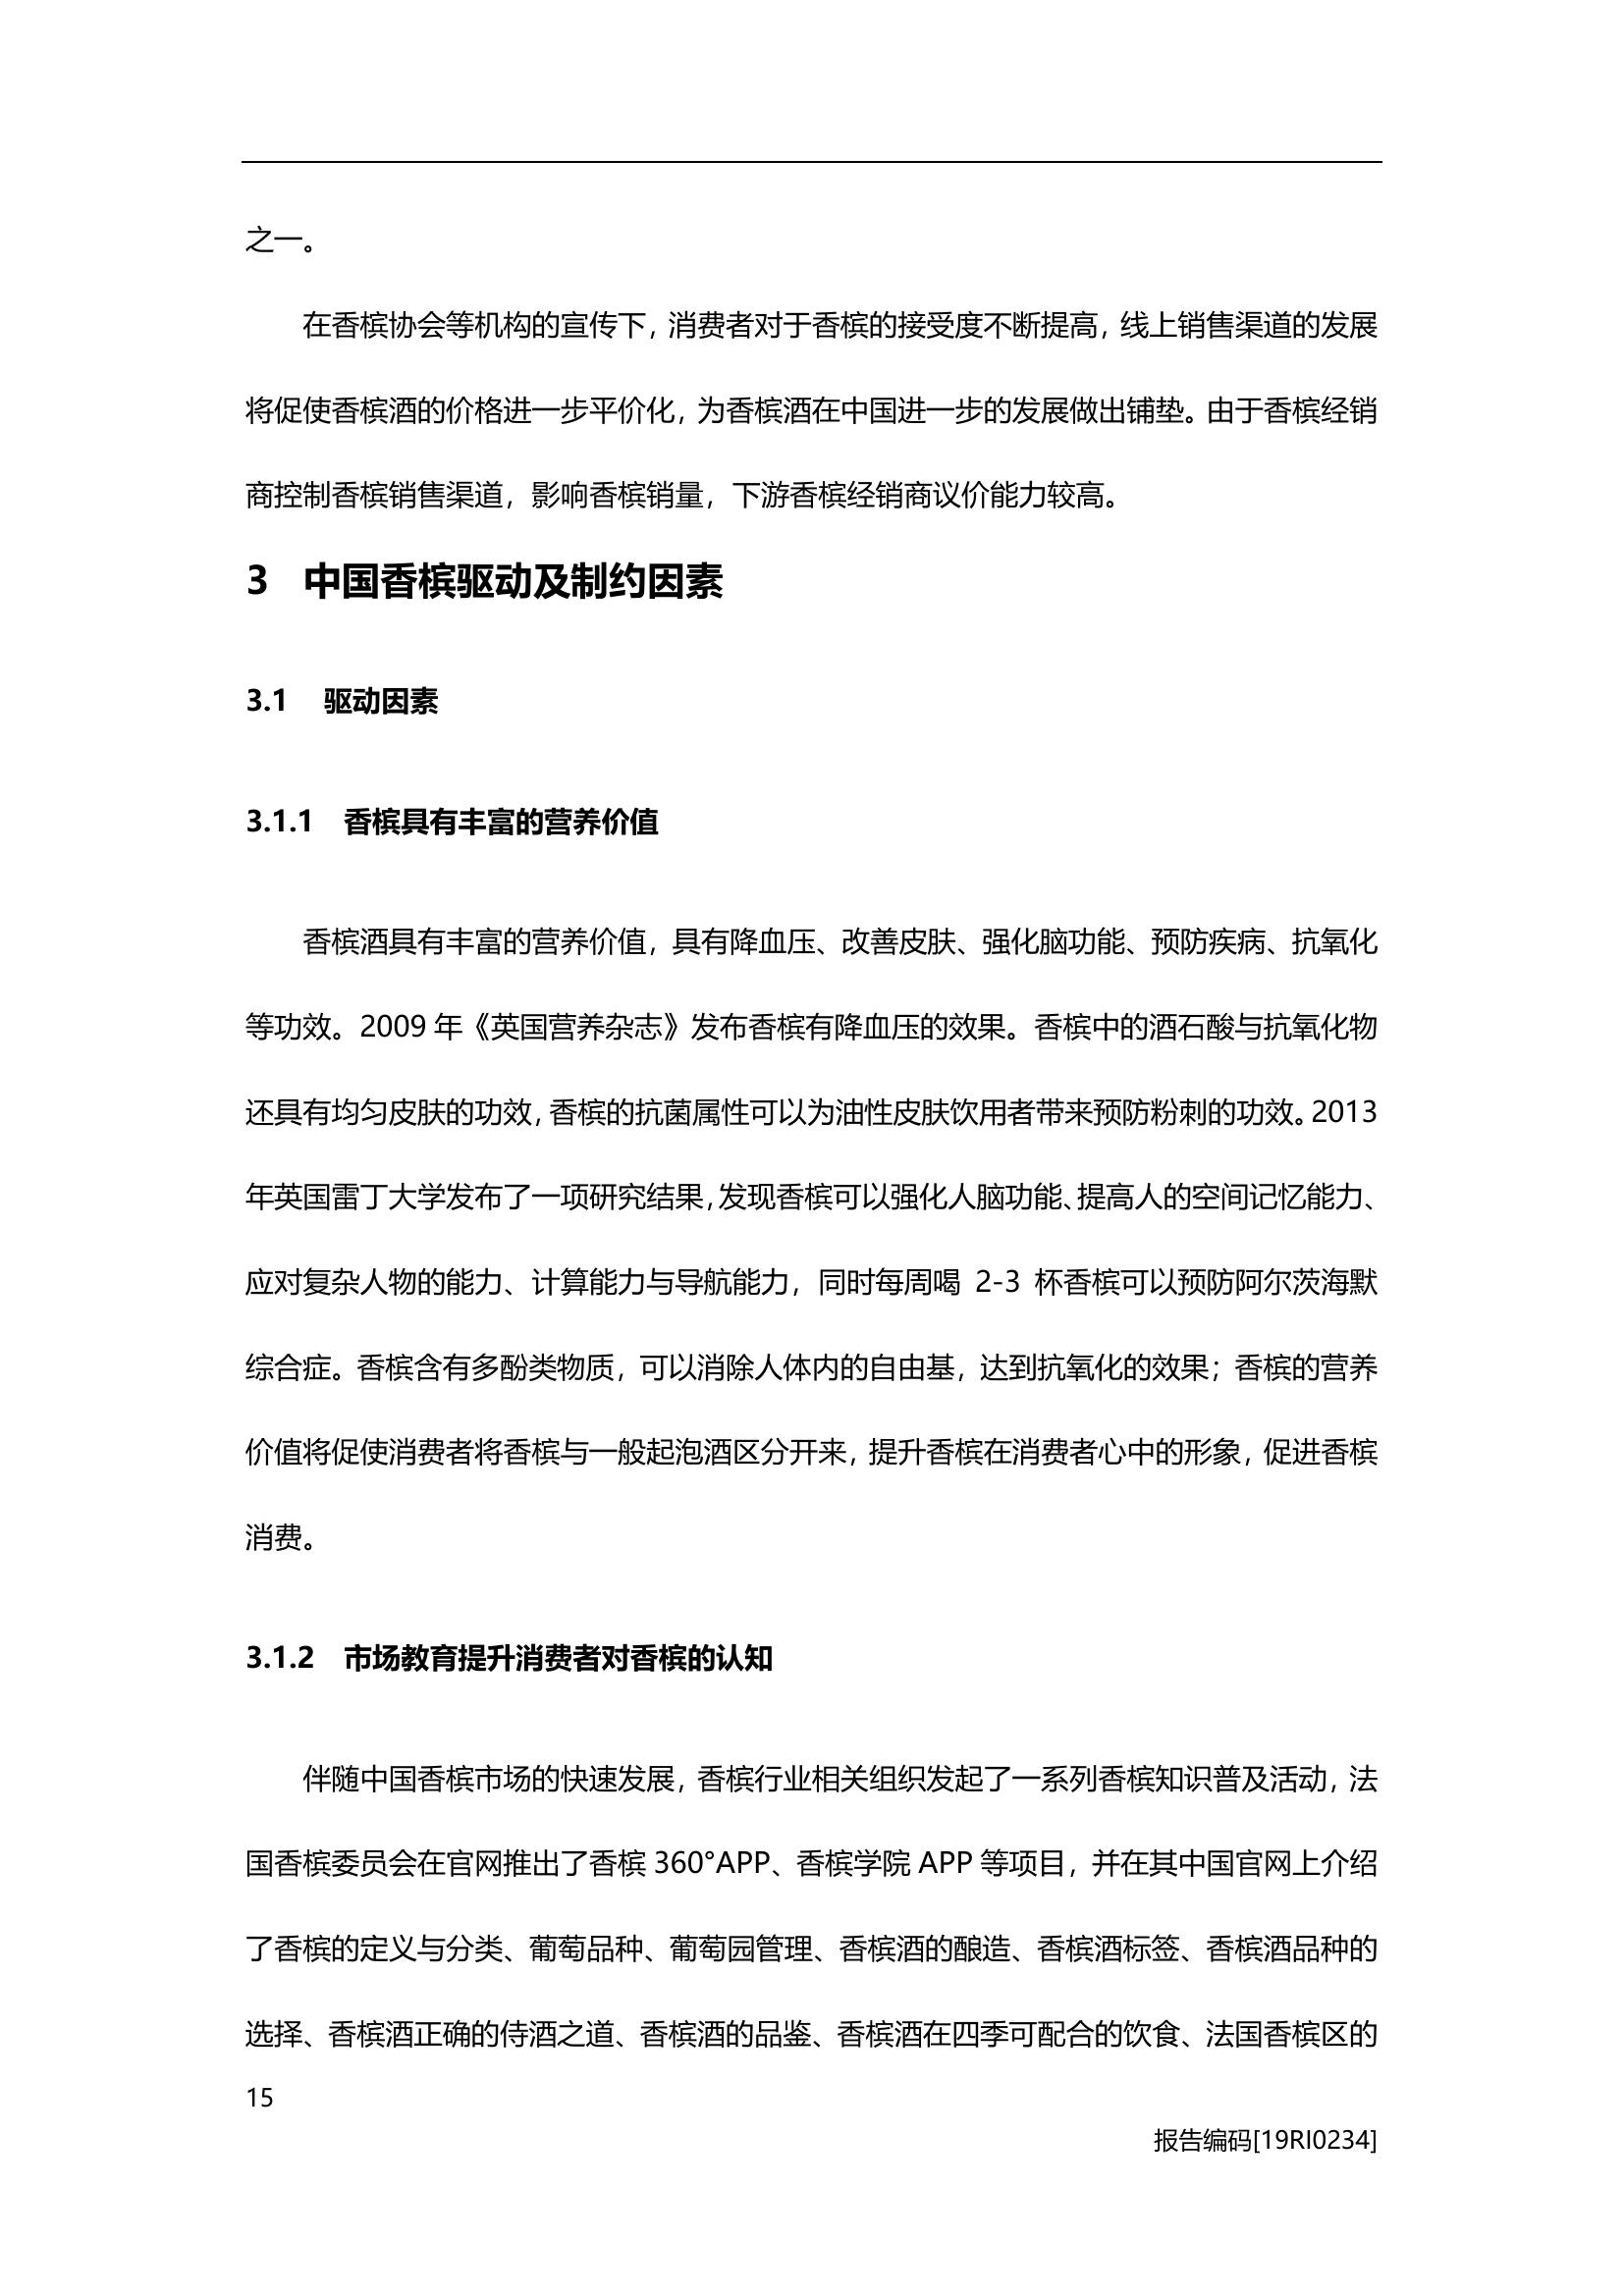 之一。
在香槟协会等机构的宣传下，消费者对于香槟的接受度不断提高，线上销售渠道的发展
将促使香槟酒的价格进一步平价化，为香槟酒在中国进一步的发展做出铺垫。由于香槟经销
商控制香槟销售渠道，影响香槟销量，下游香槟经销商议价能力较高。
3 中国香槟驱动及制约因素
3.1 驱动因素
3.1.1 香槟具有丰富的营养价值
香槟酒具有丰富的营养价值，具有降血压、改善皮肤、强化脑功能、预防疾病、抗氧化
等功效。2009 年《英国营养杂志》发布香槟有降血压的效果。香槟中的酒石酸与抗氧化物
还具有均匀皮肤的功效，香槟的抗菌属性可以为油性皮肤饮用者带来预防粉刺的功效。2013
年英国雷丁大学发布了一项研究结果，发现香槟可以强化人脑功能、提高人的空间记忆能力、
应对复杂人物的能力、计算能力与导航能力，同时每周喝 2-3 杯香槟可以预防阿尔茨海默
综合症。香槟含有多酚类物质，可以消除人体内的自由基，达到抗氧化的效果；香槟的营养
价值将促使消费者将香槟与一般起泡酒区分开来，提升香槟在消费者心中的形象，促进香槟
消费。
3.1.2 市场教育提升消费者对香槟的认知
伴随中国香槟市场的快速发展，香槟行业相关组织发起了一系列香槟知识普及活动，法
国香槟委员会在官网推出了香槟 360°APP、香槟学院 APP 等项目，并在其中国官网上介绍
了香槟的定义与分类、葡萄品种、葡萄园管理、香槟酒的酿造、香槟酒标签、香槟酒品种的
选择、香槟酒正确的侍酒之道、香槟酒的品鉴、香槟酒在四季可配合的饮食、法国香槟区的
15
报告编码[19RI0234]